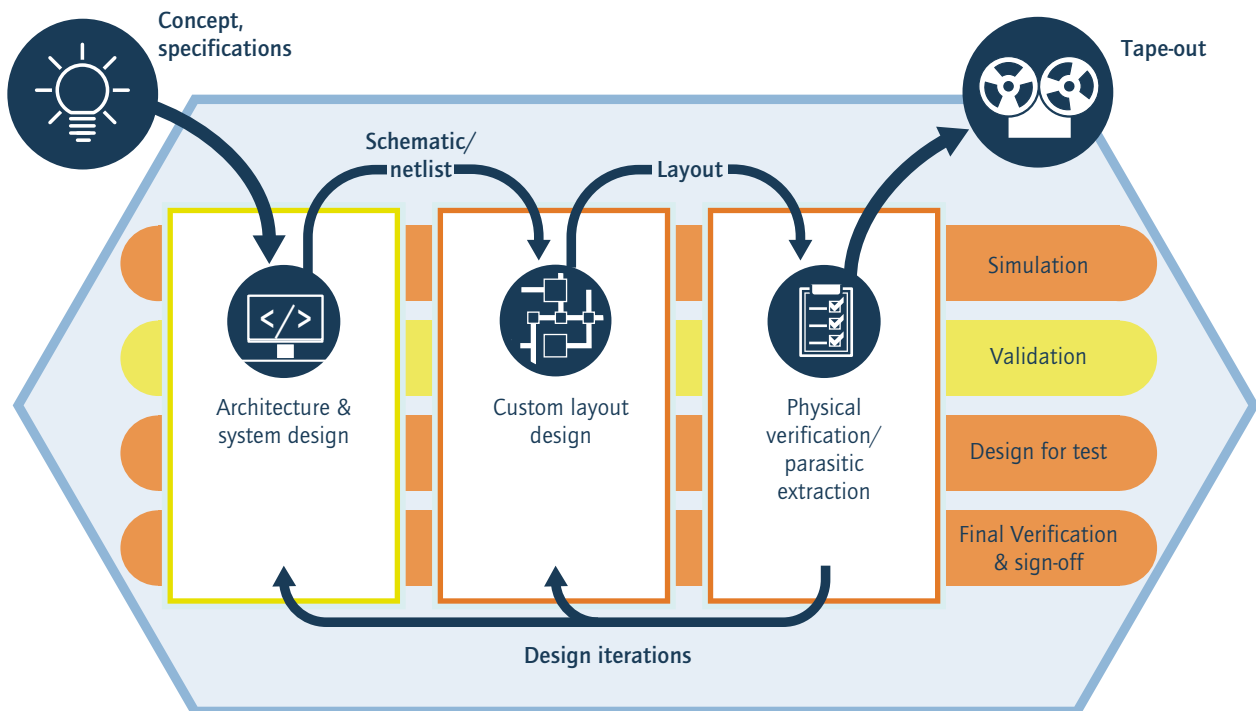 Concept,
specifications
Tape-out
Schematic/
netlist
Layout
</>
Architecture &
system design
Custom layout
design
Physical
verification/
parasitic
extraction
Simulation
Validation
Design for test
Final Verification
& sign-off
Design iterations